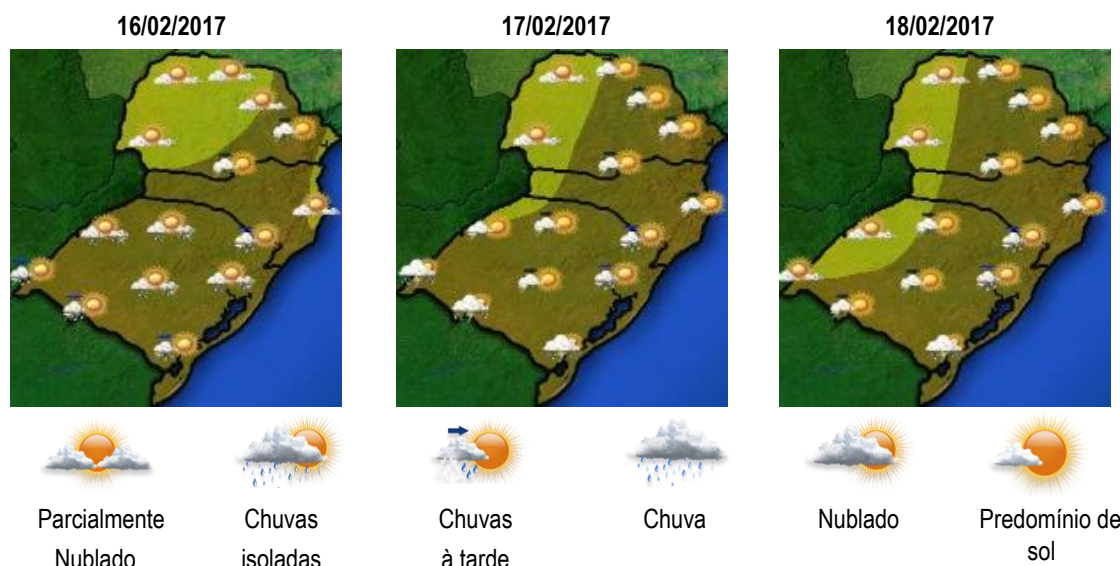 16/02/2017
17/02/2017
18/02/2017
Parcialmente
Nublado
Chuvas
isoladas
Chuvas
à tarde
Chuva
Nublado
Predomínio de
sol